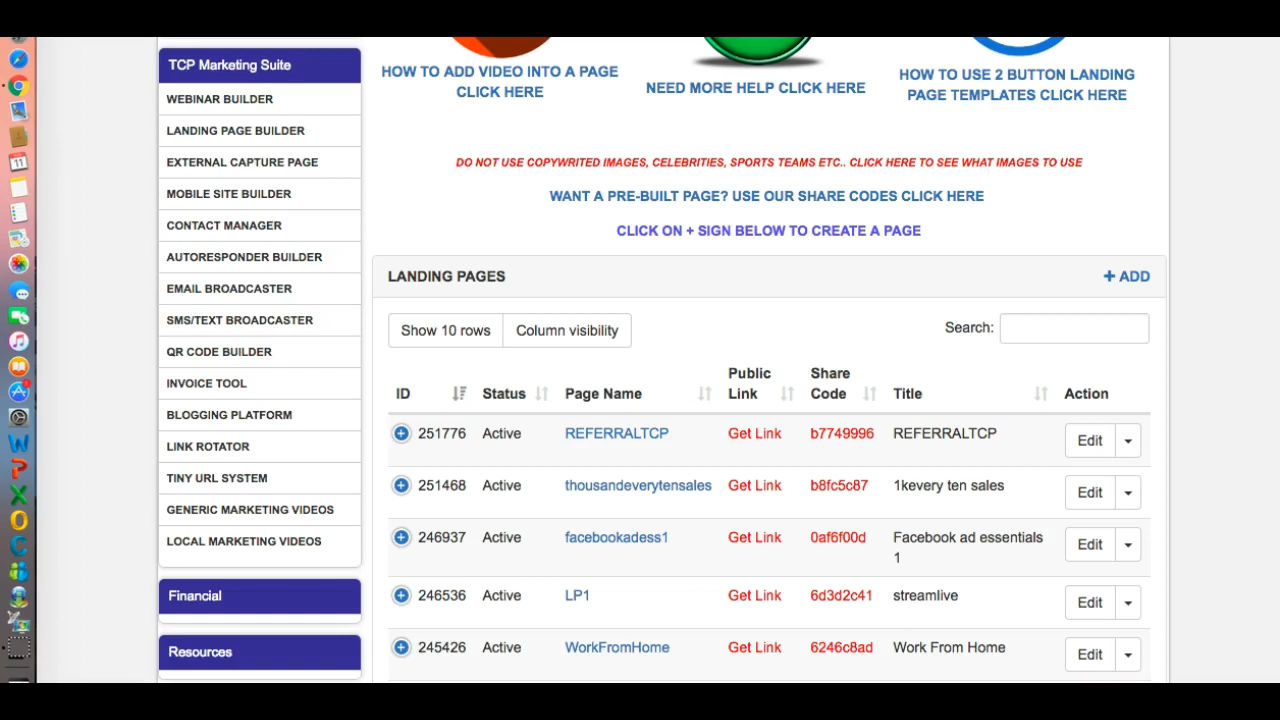 TCP Marketing Suite
WEBINAR BUILDER
LANDING PAGE BUILDER
EXTERNAL CAPTURE PAGE
MOBILE SITE BUILDER
CONTACT MANAGER
AUTORESPONDER BUILDER
EMAIL BROADCASTER
SMS/TEXT BROADCASTER
QR CODE BUILDER
INVOICE TOOL
BLOGGING PLATFORM
LINK ROTATOR
TINY URL SYSTEM
GENERIC MARKETING VIDEOS
LOCAL MARKETING VIDEOS
Financial
Resources
HOW TO ADD VIDEO INTO A PAGE
CLICK HERE
NEED MORE HELP CLICK HERE
HOW TO USE 2 BUTTON LANDING
PAGE TEMPLATES CLICK HERE
DO NOT USE COPYWRITED IMAGES, CELEBRITIES, SPORTS TEAMS ETC.. CLICK HERE TO SEE WHAT IMAGES TO USE
WANT A PRE-BUILT PAGE? USE OUR SHARE CODES CLICK HERE
CLICK ON + SIGN BELOW TO CREATE A PAGE
LANDING PAGES
+ ADD
Show 10 rows
Column visibility
Search:
ID Status Page Name Public Link Share Code Title Action
251776 Active REFERRALTCP Get Link b7749996 REFERRALTCP Edit
251468 Active thousandeverytensales Get Link b8fc5c87 1kevery ten sales Edit
246937 Active facebookadess1 Get Link 0af6f00d Facebook ad essentials 1 Edit
246536 Active LP1 Get Link 6d3d2c41 streamlive Edit
245426 Active WorkFromHome Get Link 6246c8ad Work From Home Edit